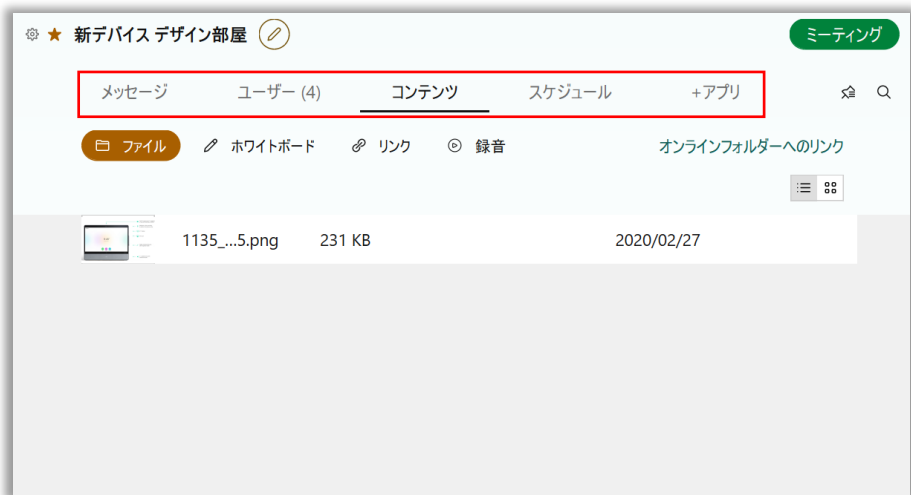 新デバイス デザイン部屋
ミーティング
メッセージ ユーザー (4) コンテンツ スケジュール +アプリ
ファイル ホワイトボード リンク 録音 オンラインフォルダーへのリンク
1135_...5.png 231 KB 2020/02/27